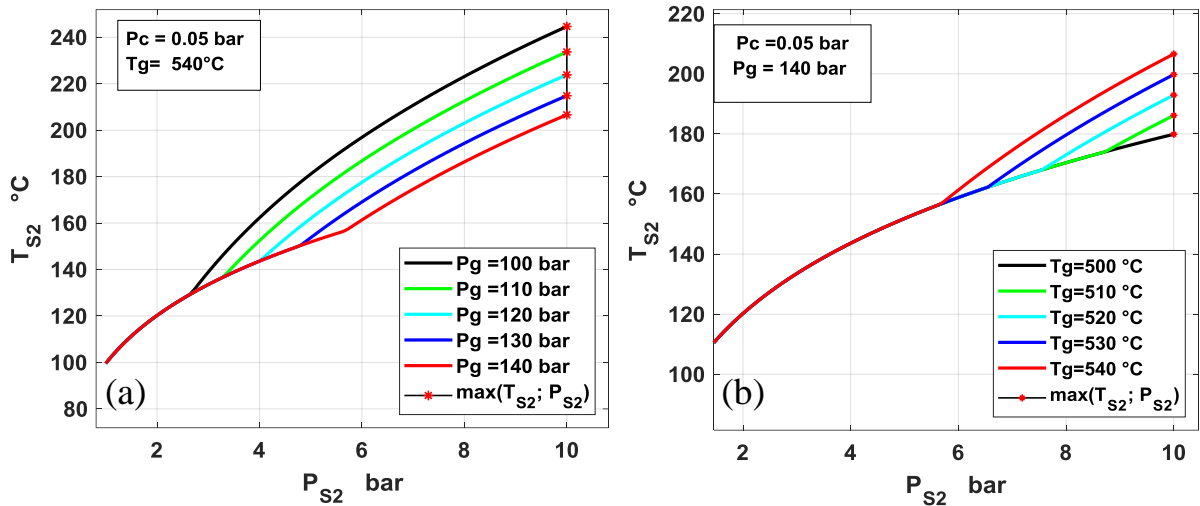 240
220
200
180
160
140
120
100
80
T_S2 °C
Pc = 0.05 bar
Tg= 540°C
Pg =100 bar
Pg =110 bar
Pg =120 bar
Pg =130 bar
Pg =140 bar
max(T_S2; P_S2)
(a)
2 4 6 8 10
P_S2 bar
220
200
180
160
140
120
100
T_S2 °C
Pc =0.05 bar
Pg = 140 bar
Tg=500 °C
Tg=510 °C
Tg=520 °C
Tg=530 °C
Tg=540 °C
max(T_S2; P_S2)
(b)
2 4 6 8 10
P_S2 bar